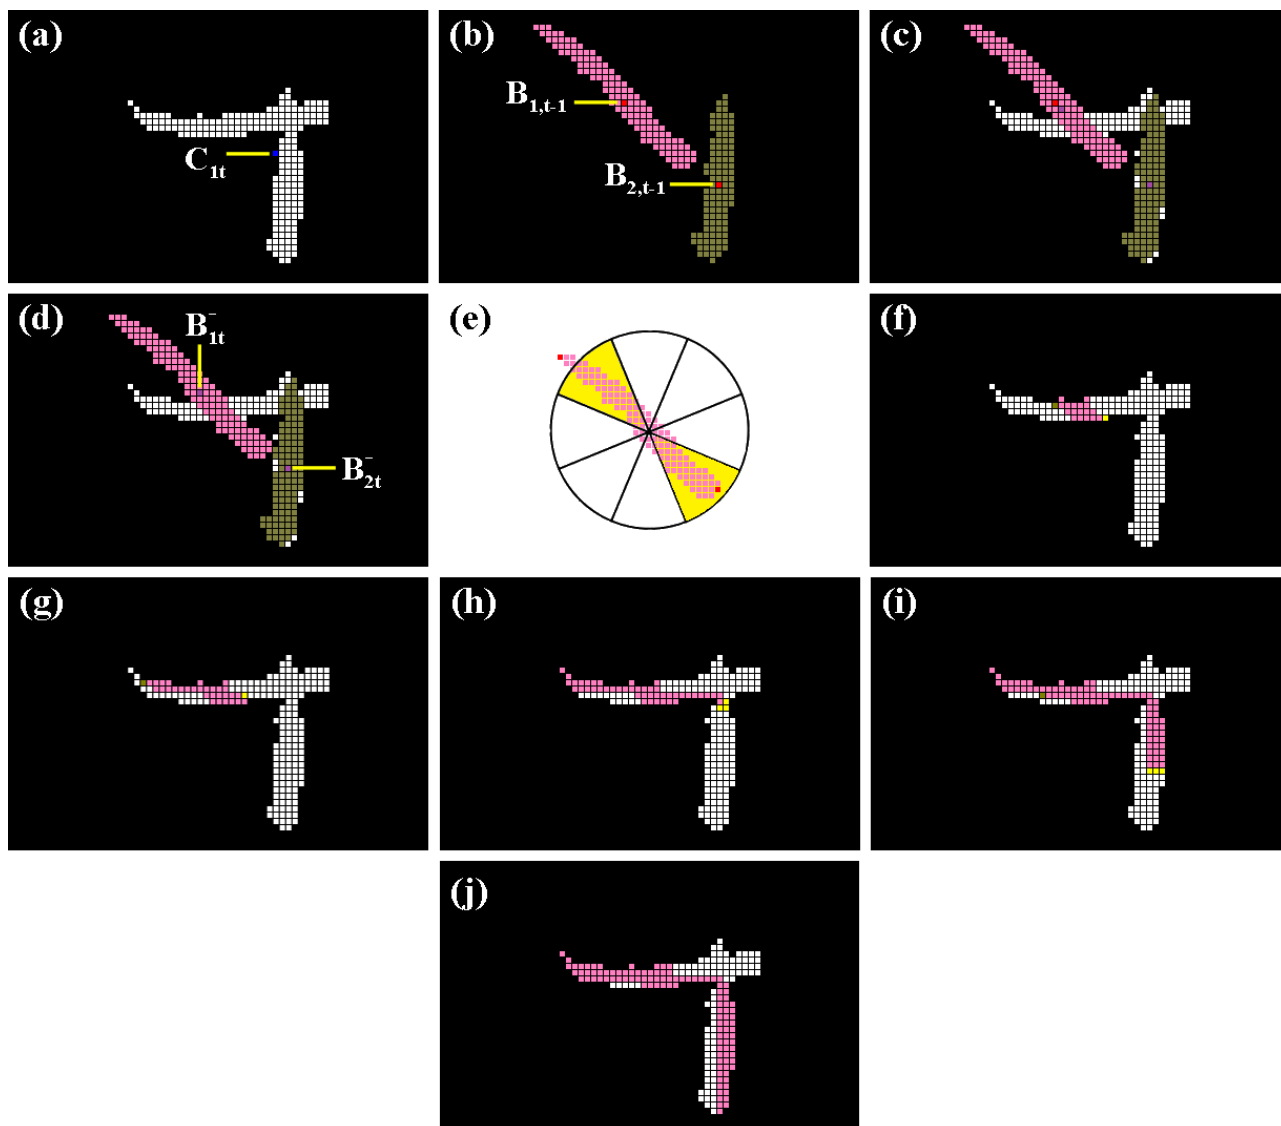 (a)
C1t
(b)
B1,t-1
B2,t-1
(c)
(d)
B⁻1t
B⁻2t
(e)
(f)
(g)
(h)
(i)
(j)